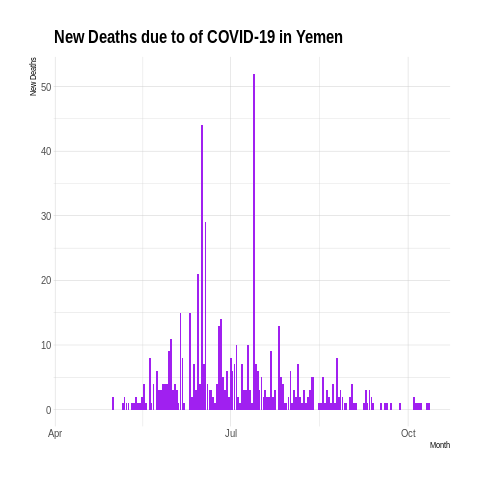 New Deaths due to of COVID-19 in Yemen
New Deaths
50
40
30
20
10
0
Apr
Jul
Oct
Month